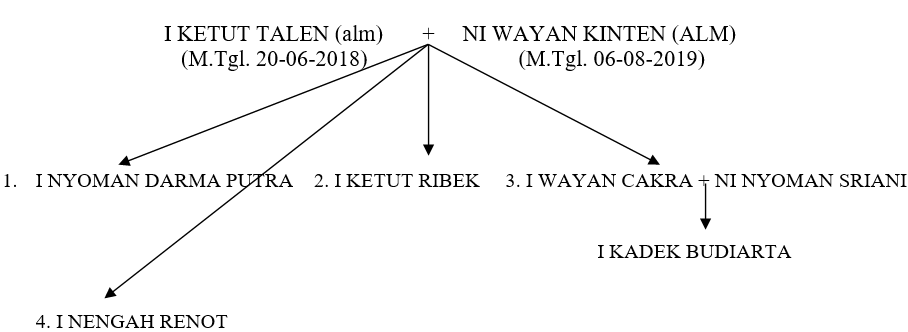 I KETUT TALEN (alm) + NI WAYAN KINTEN (ALM)
(M.Tgl. 20-06-2018) (M.Tgl. 06-08-2019)
1. I NYOMAN DARMA PUTRA 2. I KETUT RIBEK 3. I WAYAN CAKRA + NI NYOMAN SRIANI
I KADEK BUDIARTA
4. I NENGAH RENOT